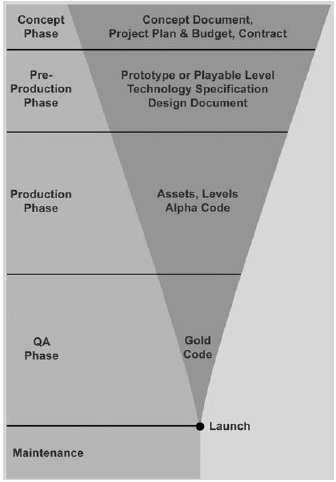 Concept
Phase
Concept Document,
Project Plan & Budget, Contract
Pre-
Production
Phase
Prototype or Playable Level
Technology Specification
Design Document
Production
Phase
Assets, Levels
Alpha Code
QA
Phase
Gold
Code
Launch
Maintenance